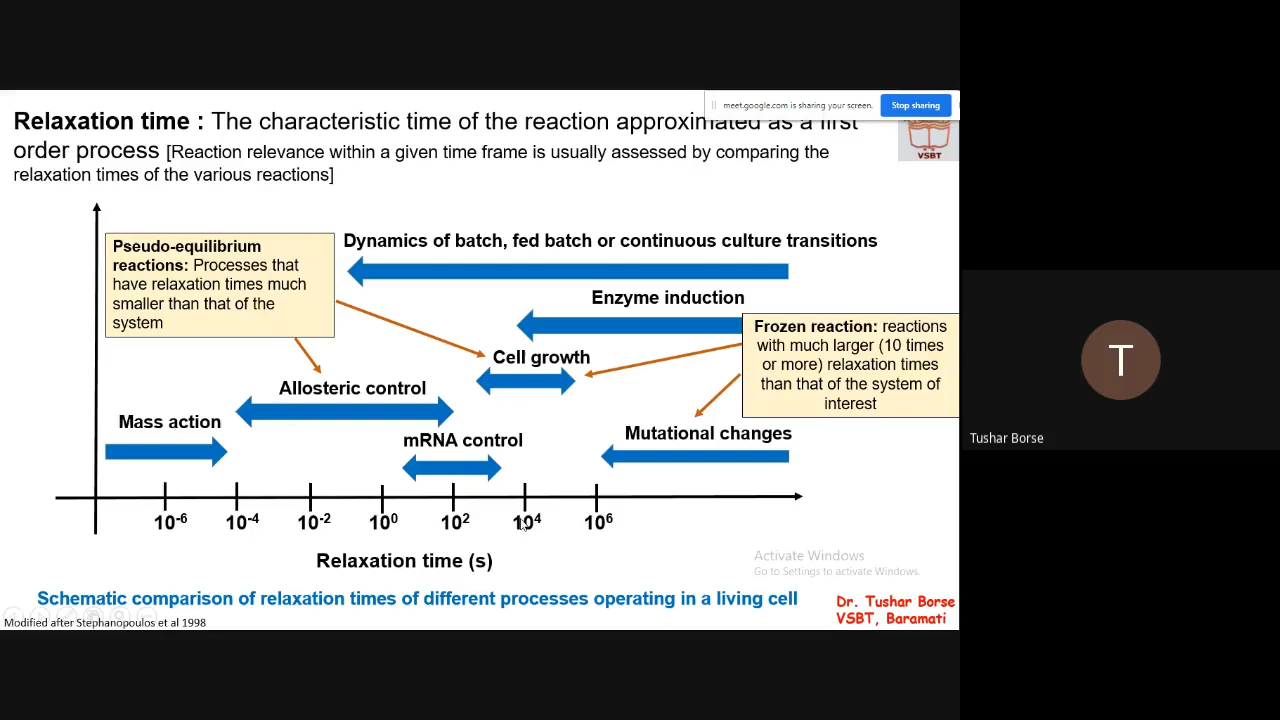 meet.google.com is sharing your screen.
Stop sharing
Relaxation time : The characteristic time of the reaction approximated as a first
order process [Reaction relevance within a given time frame is usually assessed by comparing the
relaxation times of the various reactions]
VSBT
Pseudo-equilibrium
reactions: Processes that
have relaxation times much
smaller than that of the
system
Dynamics of batch, fed batch or continuous culture transitions
Enzyme induction
Frozen reaction: reactions
with much larger (10 times
or more) relaxation times
than that of the system of
interest
Cell growth
Allosteric control
Mass action
mRNA control
Mutational changes
10⁻⁶ 10⁻⁴ 10⁻² 10⁰ 10² 10⁴ 10⁶
Relaxation time (s)
Activate Windows
Go to Settings to activate Windows.
Schematic comparison of relaxation times of different processes operating in a living cell
Modified after Stephanopoulos et al 1998
Dr. Tushar Borse
VSBT, Baramati
T
Tushar Borse